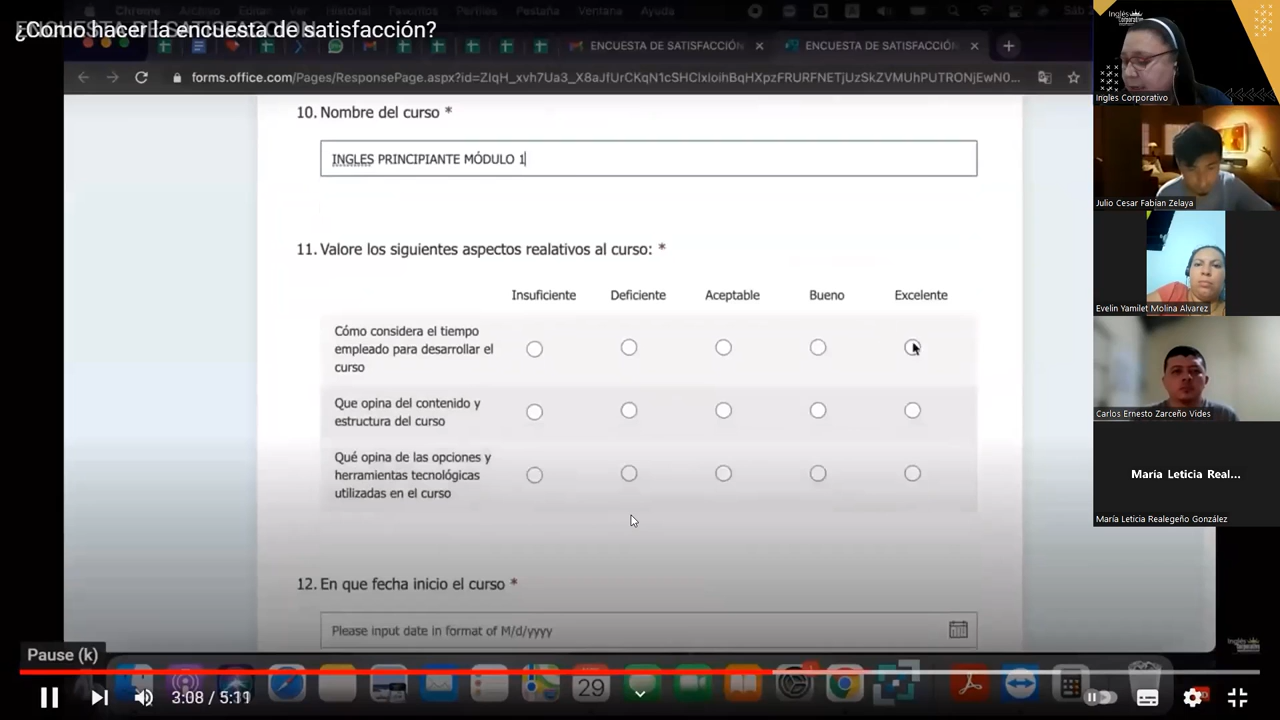 ¿Como hacer la encuesta de satisfacción?
ENCUESTA DE SATISFACCIÓN
ENCUESTA DE SATISFACCIÓN
forms.office.com/Pages/ResponsePage.aspx?id=ZIqH_xvh7Ua3_X8aJfUrCKqN1cSHClxIoihBqHXpzFRURFNETjUzSkZVMUhPUTRONjEwN0...
10. Nombre del curso *
INGLES PRINCIPIANTE MÓDULO 1
11. Valore los siguientes aspectos realativos al curso: *
Insuficiente Deficiente Aceptable Bueno Excelente
Cómo considera el tiempo
empleado para desarrollar el
curso
Que opina del contenido y
estructura del curso
Qué opina de las opciones y
herramientas tecnológicas
utilizadas en el curso
12. En que fecha inicio el curso *
Please input date in format of M/d/yyyy
Pause (k)
29
3:08 / 5:11
Inglés
Corporativo
Ingles Corporativo
Julio Cesar Fabian Zelaya
Evelin Yamilet Molina Alvarez
Carlos Ernesto Zarceño Vides
María Leticia Real...
María Leticia Realegeño González